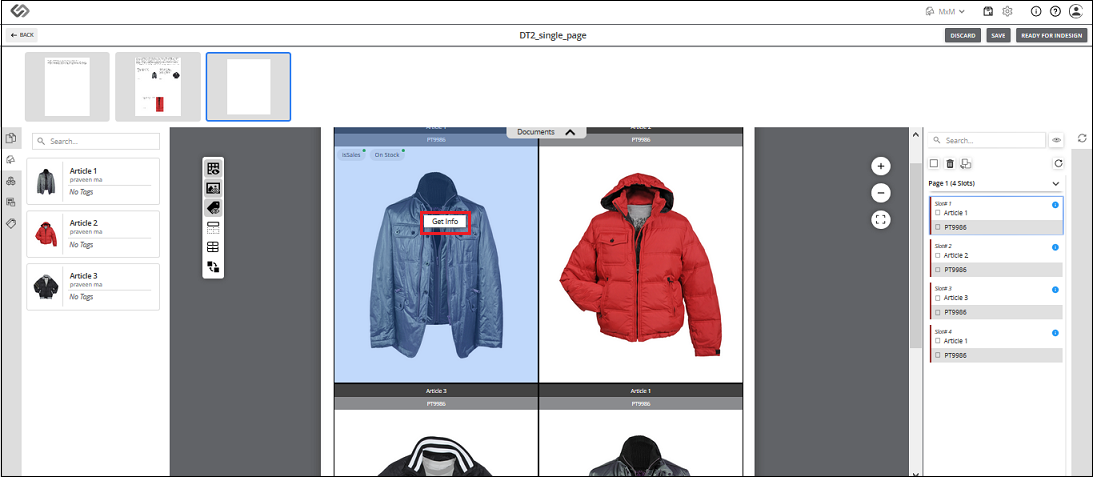 MxM
BACK
DT2_single_page
DISCARD
SAVE
READY FOR INDESIGN
Documents
Search...
Article 1
praveen ma
No Tags
Article 2
praveen ma
No Tags
Article 3
praveen ma
No Tags
Article 1
PT9986
isSales
On Stock
Get Info
Article 2
PT9986
Article 3
PT9986
Article 1
PT9986
Search...
Page 1 (4 Slots)
Slot# 1
Article 1
PT9986
Slot# 2
Article 2
PT9986
Slot# 3
Article 3
PT9986
Slot# 4
Article 1
PT9986